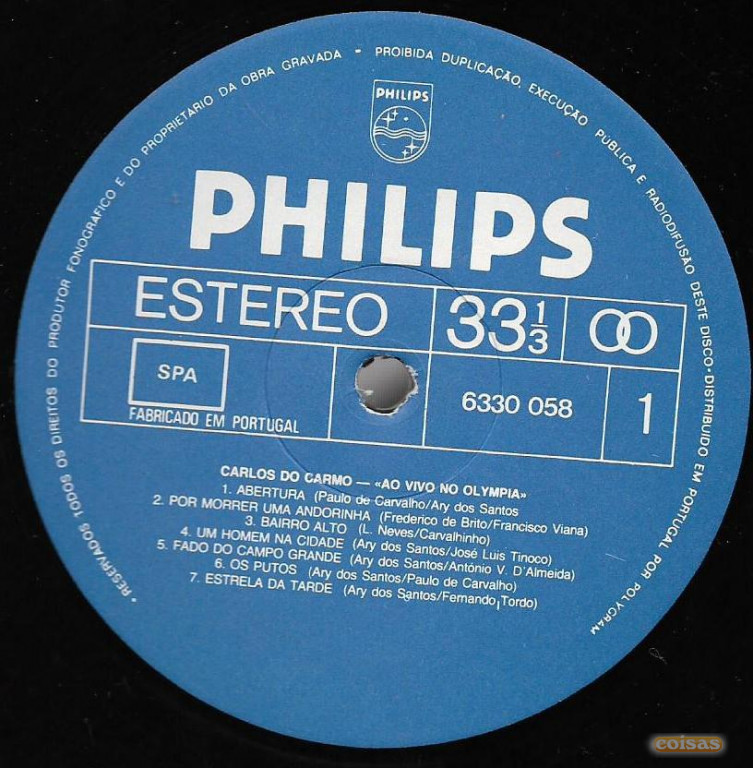 • RESERVADOS TODOS OS DIREITOS DO PRODUTOR FONOGRÁFICO E DO PROPRIETÁRIO DA OBRA GRAVADA - PROIBIDA DUPLICAÇÃO, EXECUÇÃO PÚBLICA E RADIODIFUSÃO DESTE DISCO • DISTRIBUIDO EM PORTUGAL POR POLYGRAM
PHILIPS
PHILIPS
ESTEREO 33 1/3
SPA 6330 058 1
FABRICADO EM PORTUGAL
CARLOS DO CARMO — «AO VIVO NO OLYMPIA»
1. ABERTURA (Paulo de Carvalho/Ary dos Santos
2. POR MORRER UMA ANDORINHA (Frederico de Brito/Francisco Viana)
3. BAIRRO ALTO (L. Neves/Carvalhinho)
4. UM HOMEM NA CIDADE (Ary dos Santos/José Luis Tinoco)
5. FADO DO CAMPO GRANDE (Ary dos Santos/António V. D'Almeida)
6. OS PUTOS (Ary dos Santos/Paulo de Carvalho)
7. ESTRELA DA TARDE (Ary dos Santos/Fernando Tordo)
coisas